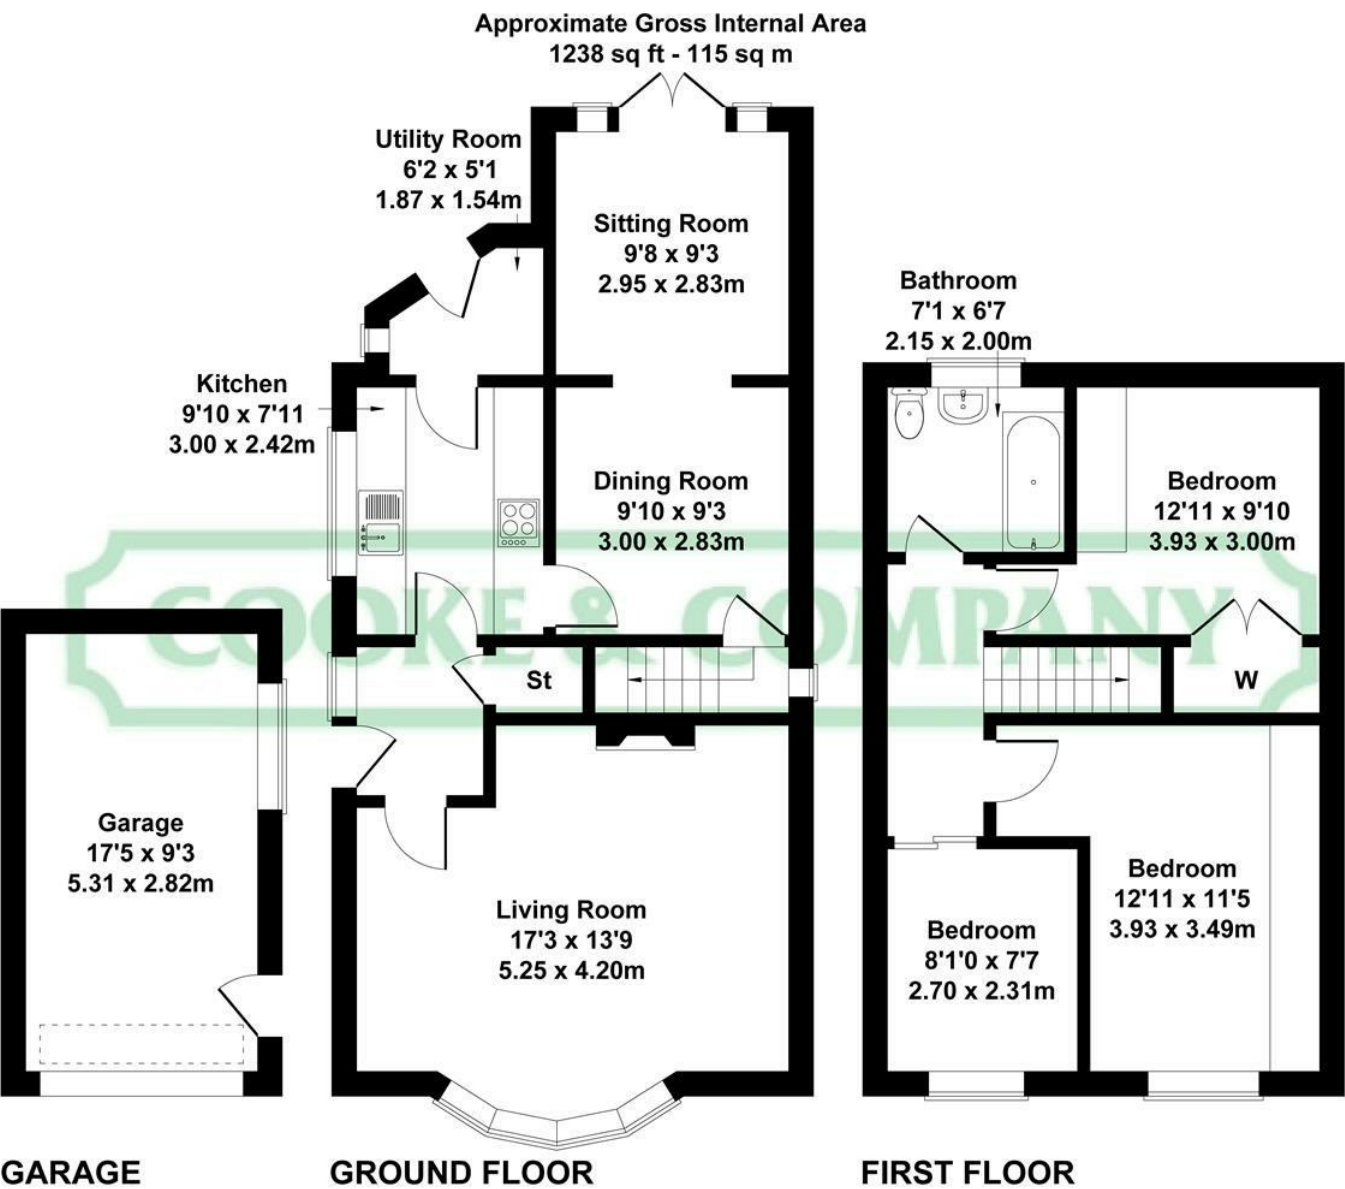 Approximate Gross Internal Area
1238 sq ft - 115 sq m
Utility Room
6'2 x 5'1
1.87 x 1.54m
Sitting Room
9'8 x 9'3
2.95 x 2.83m
Kitchen
9'10 x 7'11
3.00 x 2.42m
Dining Room
9'10 x 9'3
3.00 x 2.83m
Bathroom
7'1 x 6'7
2.15 x 2.00m
Bedroom
12'11 x 9'10
3.93 x 3.00m
COOKE & COMPANY
St
W
Garage
17'5 x 9'3
5.31 x 2.82m
Living Room
17'3 x 13'9
5.25 x 4.20m
Bedroom
12'11 x 11'5
3.93 x 3.49m
Bedroom
8'1'0 x 7'7
2.70 x 2.31m
GARAGE
GROUND FLOOR
FIRST FLOOR